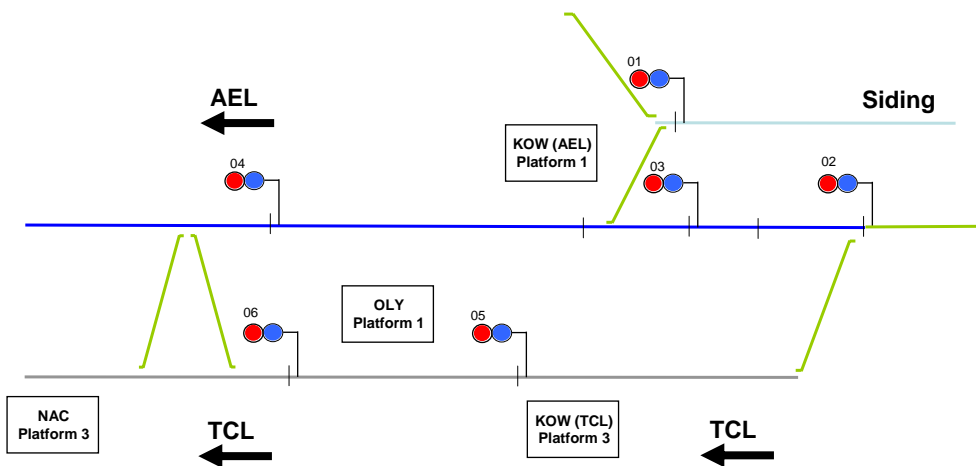 01
AEL
Siding
KOW (AEL)
Platform 1
04
03
02
OLY
Platform 1
06
05
NAC
Platform 3
TCL
KOW (TCL)
Platform 3
TCL